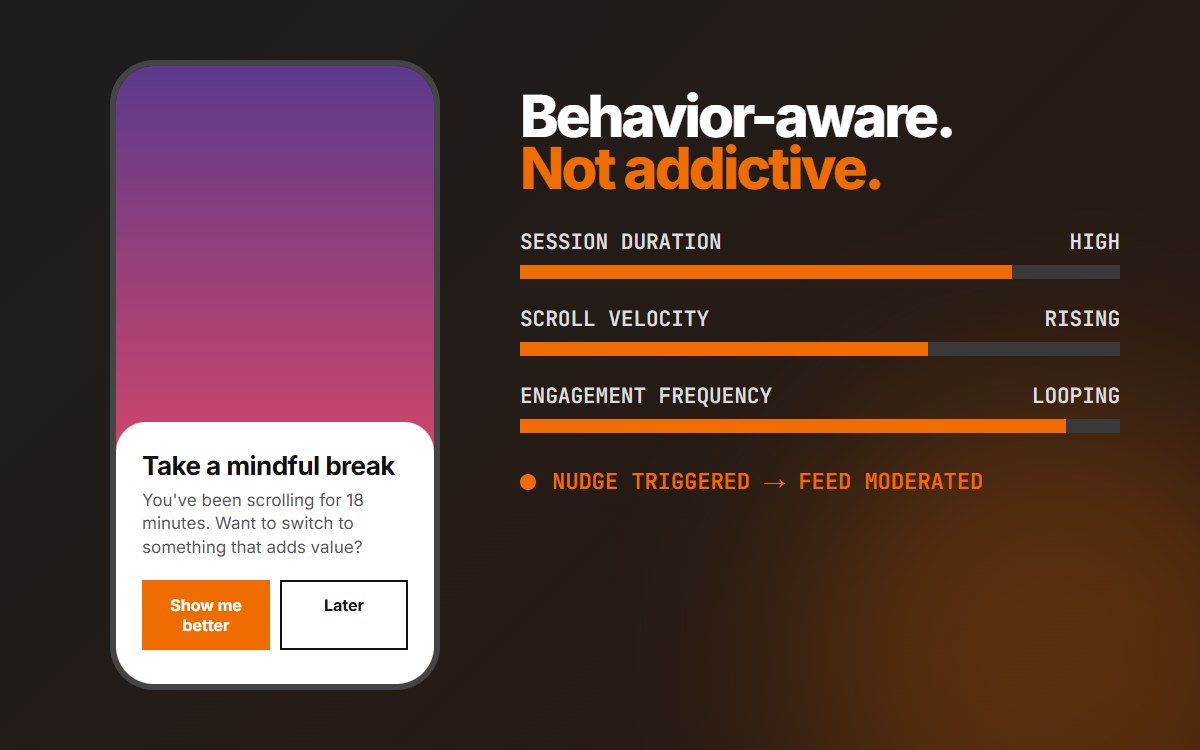 Behavior-aware.
Not addictive.
SESSION DURATION HIGH
SCROLL VELOCITY RISING
ENGAGEMENT FREQUENCY LOOPING
NUDGE TRIGGERED → FEED MODERATED
Take a mindful break
You've been scrolling for 18
minutes. Want to switch to
something that adds value?
Show me
better
Later